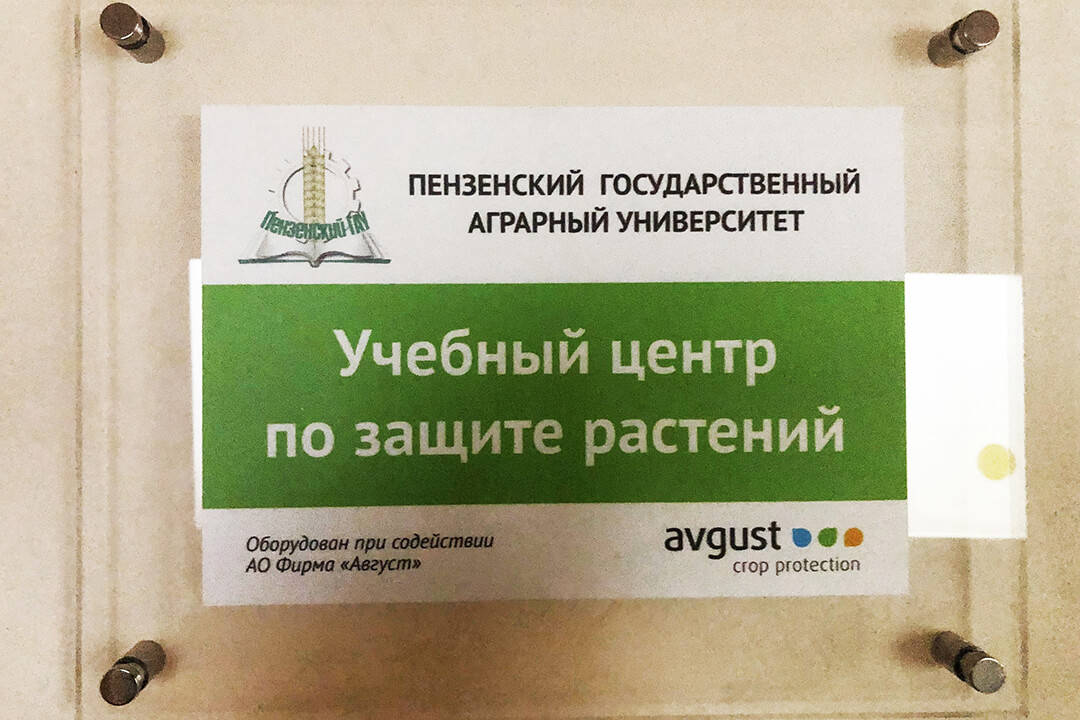 Пензенский ГАУ
ПЕНЗЕНСКИЙ ГОСУДАРСТВЕННЫЙ
АГРАРНЫЙ УНИВЕРСИТЕТ
Учебный центр
по защите растений
Оборудован при содействии
АО Фирма «Август»
avgust
crop protection